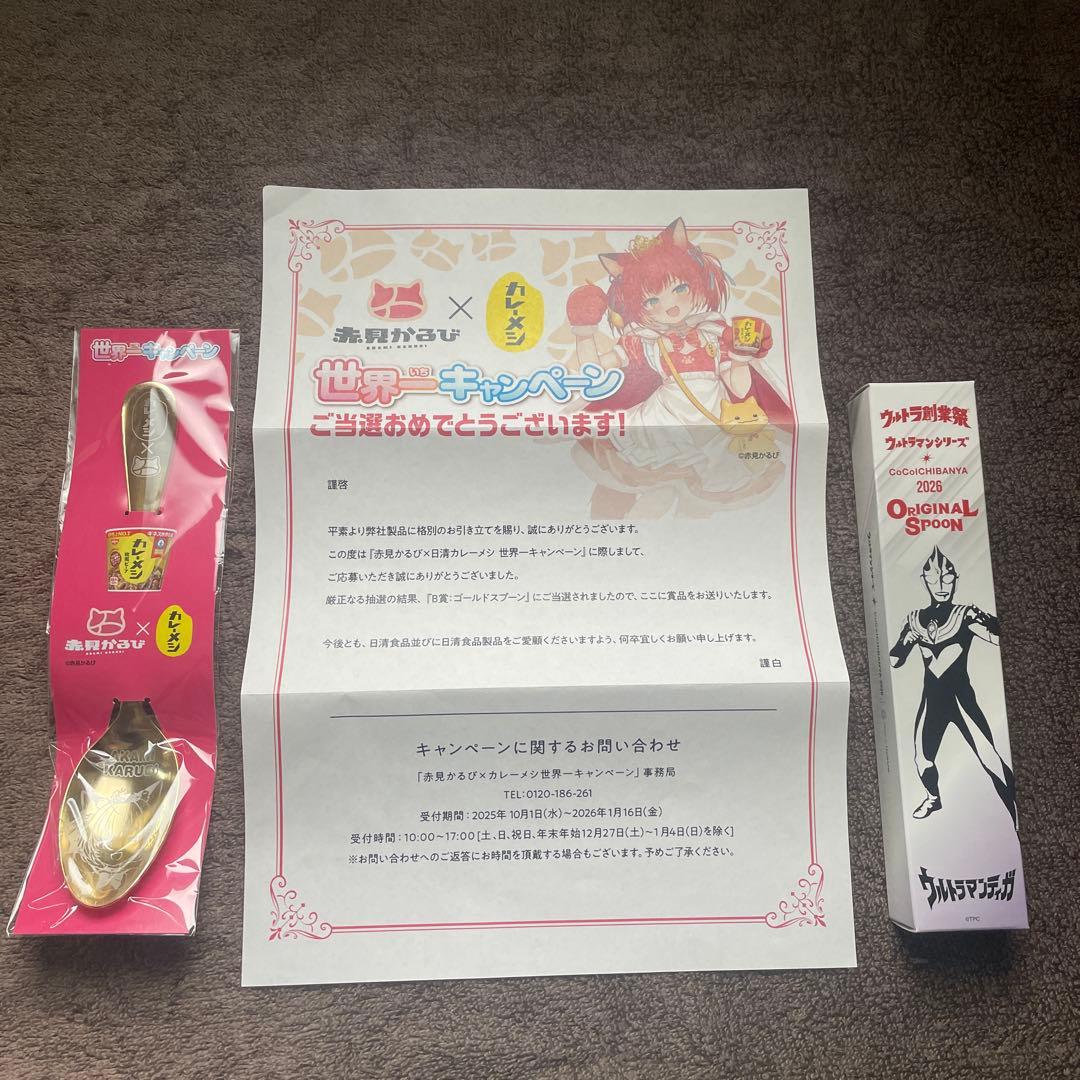 世界一キャンペーン
カレーメシ
赤見かるび
AKAMI KARUBI
×
カレーメシ
©赤見かるび
AKAMI
KARUBI
赤見かるび
AKAMI KARUBI
×
カレーメシ
世界一キャンペーン
いち
ご当選おめでとうございます!
カレーメシ
©赤見かるび
謹啓
平素より弊社製品に格別のお引き立てを賜り、誠にありがとうございます。
この度は『赤見かるび×日清カレーメシ 世界一キャンペーン』に際しまして、
ご応募いただき誠にありがとうございました。
厳正なる抽選の結果、『B賞:ゴールドスプーン』にご当選されましたので、ここに賞品をお送りいたします。
今後とも、日清食品並びに日清食品製品をご愛顧くださいますよう、何卒宜しくお願い申し上げます。
謹白
キャンペーンに関するお問い合わせ
「赤見かるび×カレーメシ世界一キャンペーン」事務局
TEL:0120-186-261
受付期間:2025年10月1日(水)~2026年1月16日(金)
受付時間:10:00~17:00[土、日、祝日、年末年始12月27日(土)~1月4日(日)を除く]
※お問い合わせへのご返答にお時間を頂戴する場合もございます。予めご了承ください。
ウルトラ創業祭
ウルトラマンシリーズ
CoCoICHIBANYA
2026
ORIGINAL
SPOON
ウルトラマンティガ
©TPC